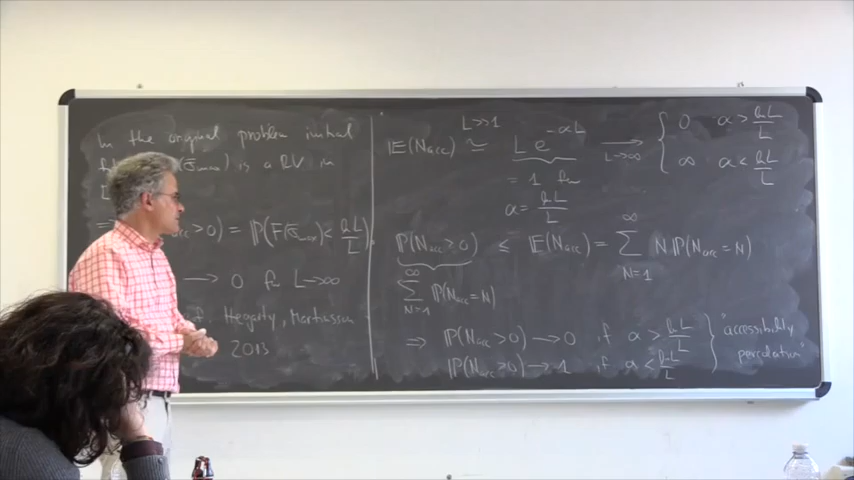 In the original problem initial
(σ_max) is a RV in
>0) = ℙ(F(σ_max) < ln L / L)
→ 0 for L→∞
Hegarty, Martinsson
2013
𝔼(N_acc) ≅ L e^{-αL} → { 0 α > ln L / L
L>>1 L→∞ ∞ α < ln L / L
= 1 for
α = ln L / L
ℙ(N_acc > 0) ≤ 𝔼(N_acc) = ∑_{N=1}^{∞} N ℙ(N_acc = N)
∑_{N=1}^{∞} ℙ(N_acc = N)
⇒ ℙ(N_acc > 0) → 0 if α > ln L / L } "accessibility
ℙ(N_acc ≥ 0) → 1 , if α < ln L / L percolation"